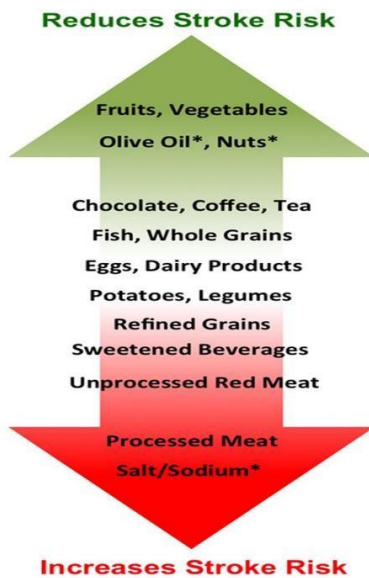 Reduces Stroke Risk
Fruits, Vegetables
Olive Oil*, Nuts*
Chocolate, Coffee, Tea
Fish, Whole Grains
Eggs, Dairy Products
Potatoes, Legumes
Refined Grains
Sweetened Beverages
Unprocessed Red Meat
Processed Meat
Salt/Sodium*
Increases Stroke Risk